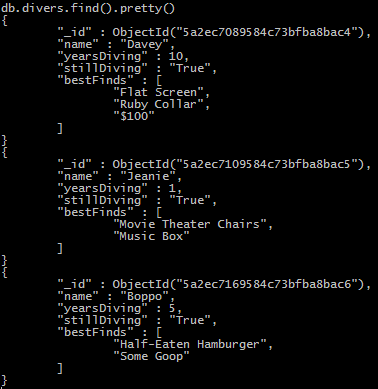 db.divers.find().pretty()
{
"_id" : ObjectId("5a2ec7089584c73bfba8bac4"),
"name" : "Davey",
"yearsDiving" : 10,
"stillDiving" : "True",
"bestFinds" : [
"Flat Screen",
"Ruby Collar",
"$100"
]
}
{
"_id" : ObjectId("5a2ec7109584c73bfba8bac5"),
"name" : "Jeanie",
"yearsDiving" : 1,
"stillDiving" : "True",
"bestFinds" : [
"Movie Theater Chairs",
"Music Box"
]
}
{
"_id" : ObjectId("5a2ec7169584c73bfba8bac6"),
"name" : "Boppo",
"yearsDiving" : 5,
"stillDiving" : "True",
"bestFinds" : [
"Half-Eaten Hamburger",
"Some Goop"
]
}